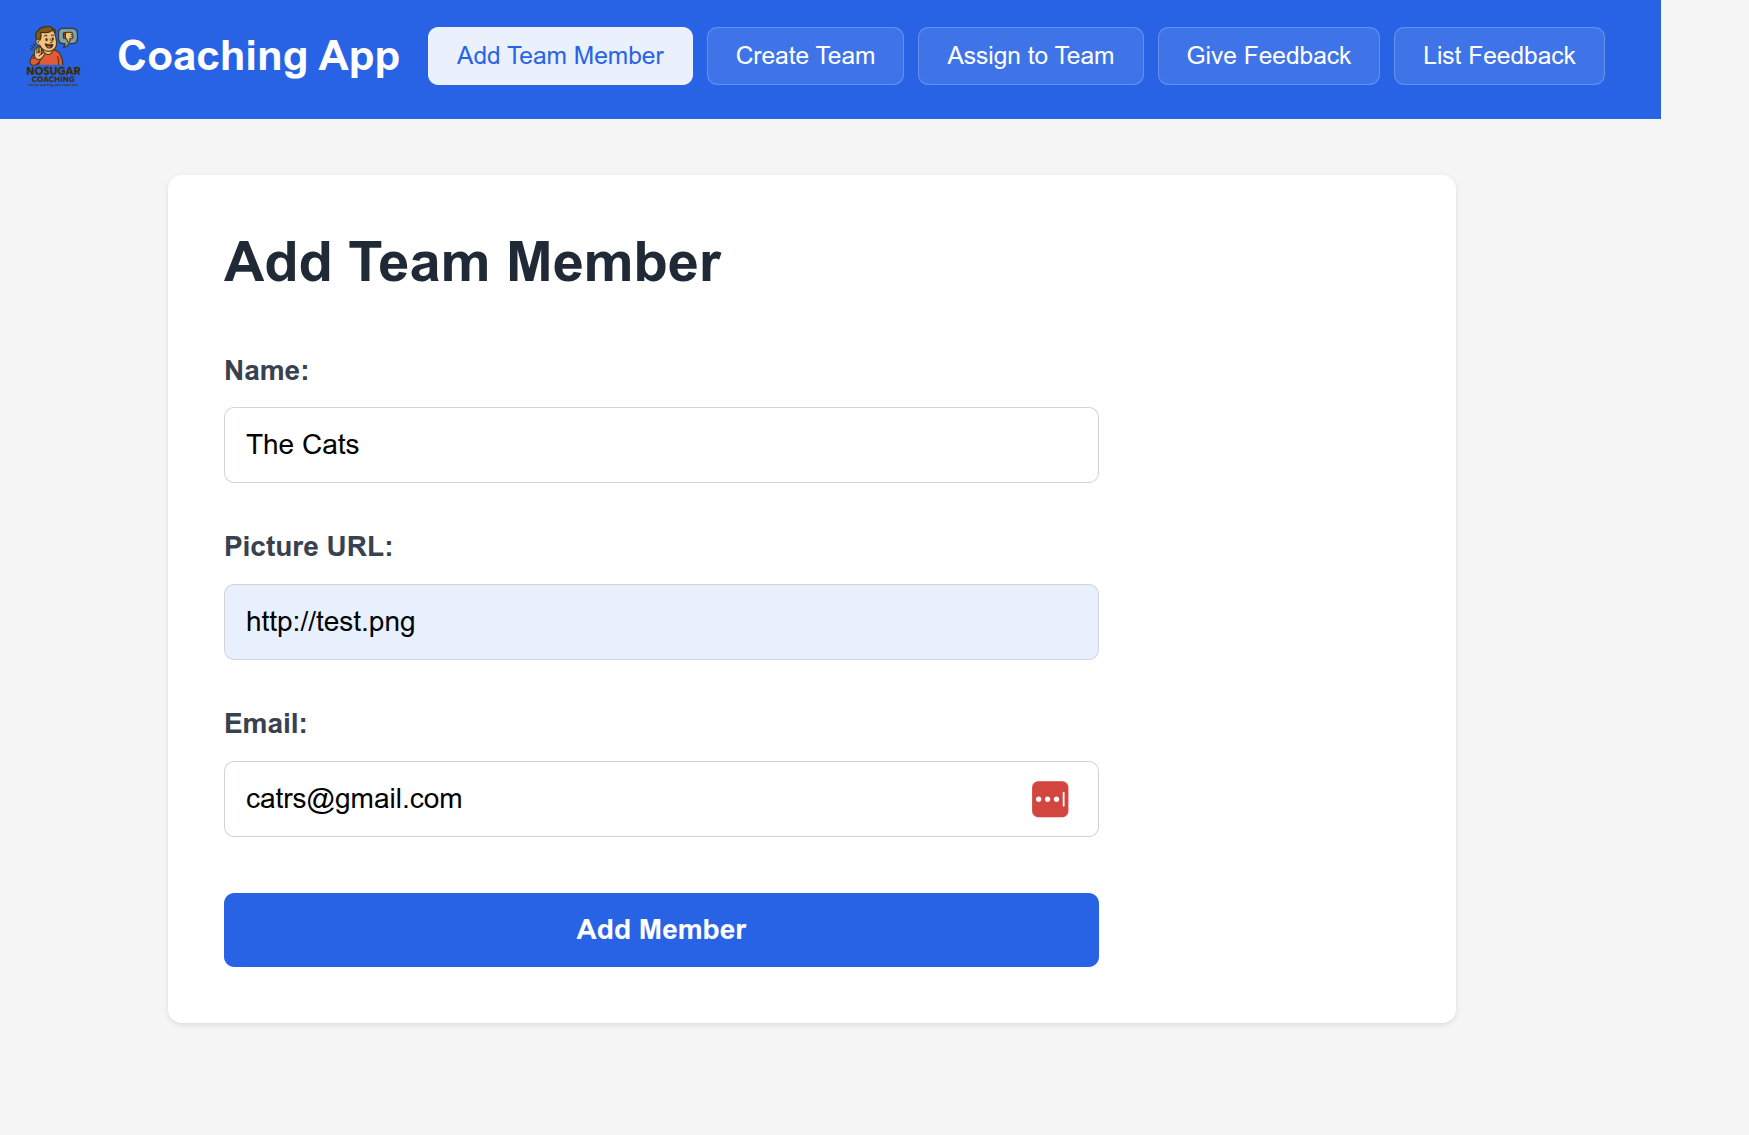 NOSUGAR
COACHING
Coaching App
Add Team Member
Create Team
Assign to Team
Give Feedback
List Feedback
Add Team Member
Name:
The Cats
Picture URL:
http://test.png
Email:
catrs@gmail.com
Add Member